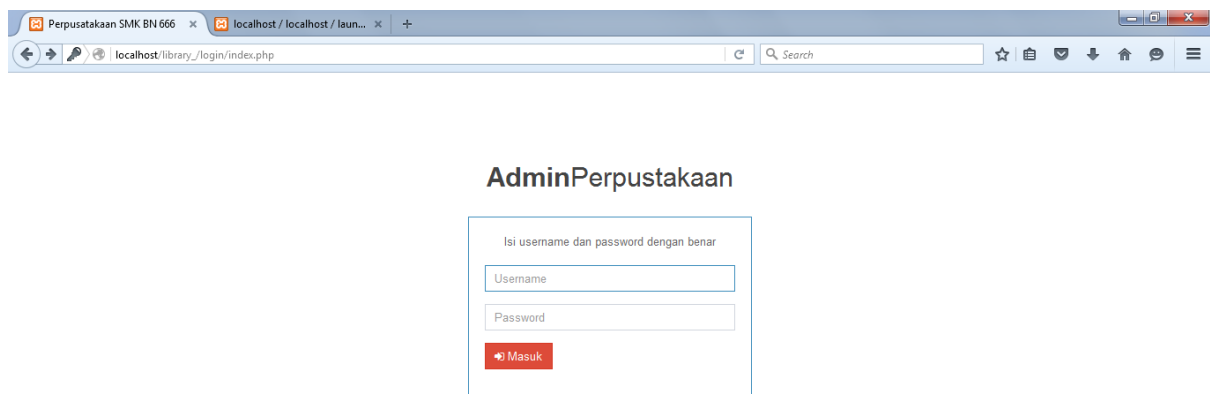 Perpusatakaan SMK BN 666
localhost / localhost / laun...
localhost/library_/login/index.php
Search
AdminPerpustakaan
Isi username dan password dengan benar
Username
Password
Masuk